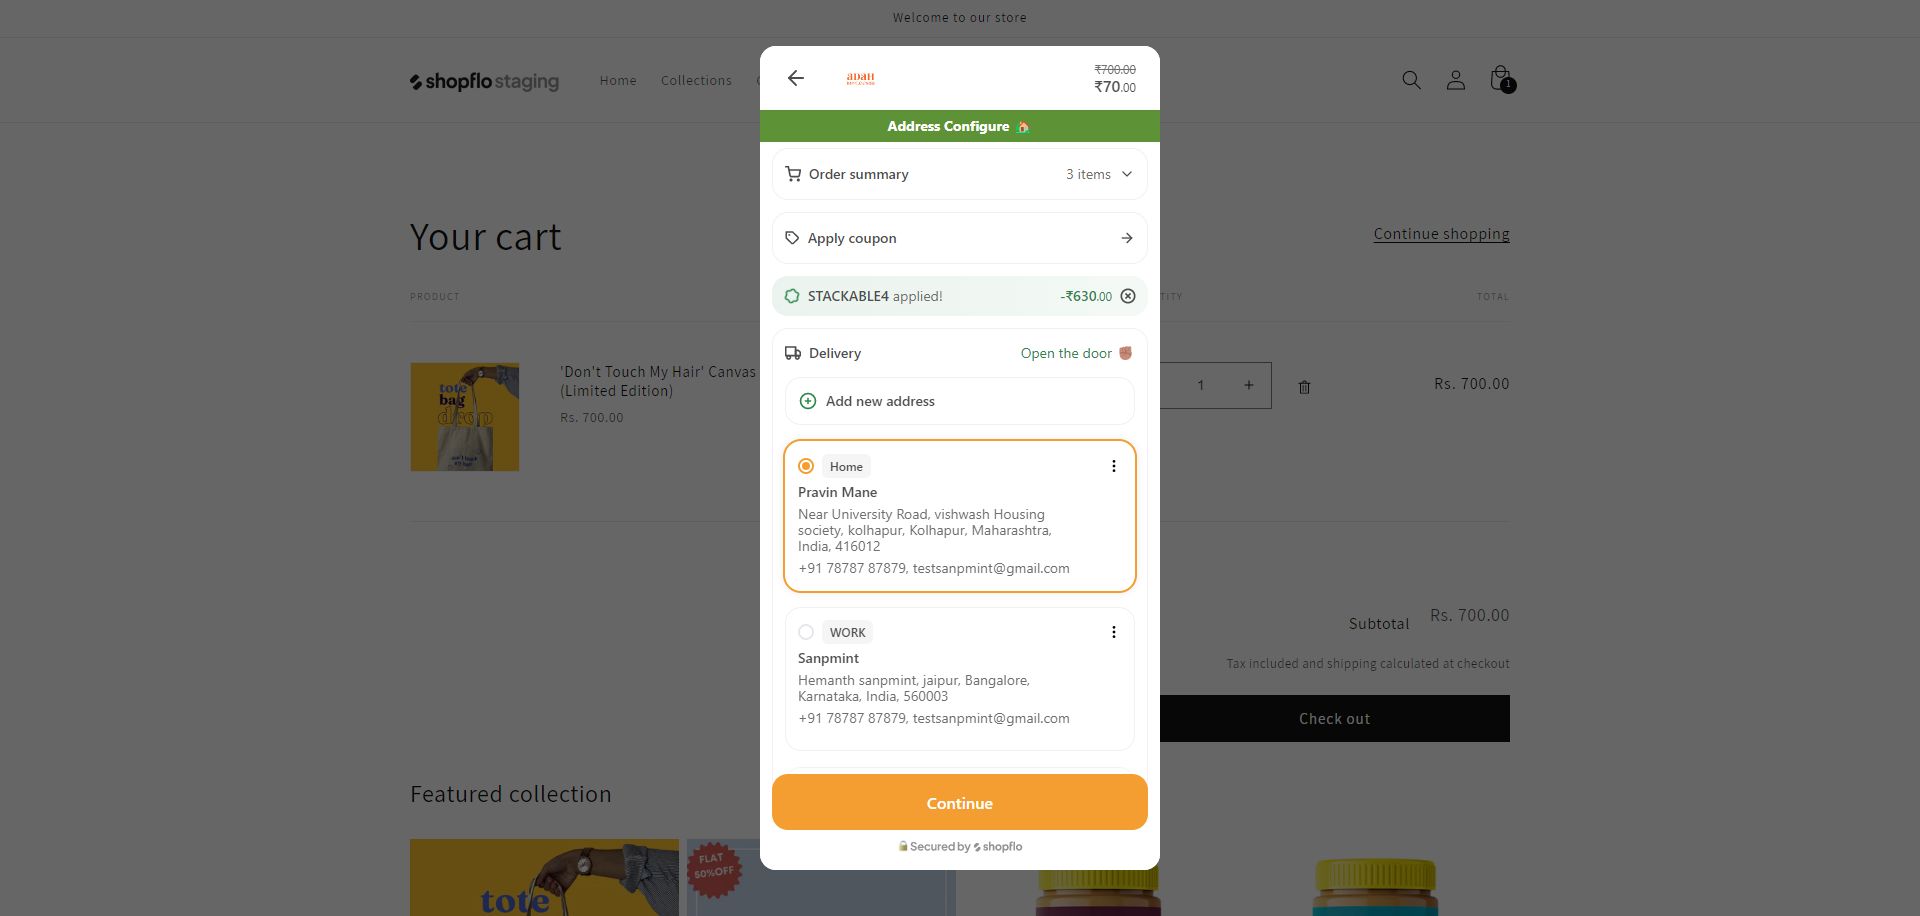 Welcome to our store
shopflo staging
Home
Collections
Your cart
Continue shopping
PRODUCT
TOTAL
tote
bag
drop
'Don't Touch My Hair' Canvas
(Limited Edition)
Rs. 700.00
1
+
Rs. 700.00
1
Subtotal
Rs. 700.00
Tax included and shipping calculated at checkout
Check out
Featured collection
tote
FLAT
50%OFF
₹700.00
₹70.00
Address Configure
Order summary
3 items
Apply coupon
STACKABLE4 applied!
-₹630.00
Delivery
Open the door
Add new address
Home
Pravin Mane
Near University Road, vishwash Housing
society, kolhapur, Kolhapur, Maharashtra,
India, 416012
+91 78787 87879, testsanpmint@gmail.com
WORK
Sanpmint
Hemanth sanpmint, jaipur, Bangalore,
Karnataka, India, 560003
+91 78787 87879, testsanpmint@gmail.com
Continue
Secured by shopflo